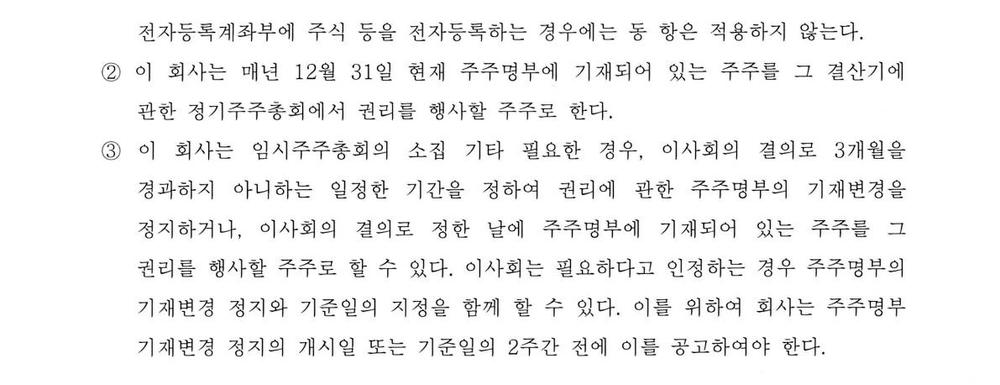 전자등록계좌부에 주식 등을 전자등록하는 경우에는 동 항은 적용하지 않는다.
② 이 회사는 매년 12월 31일 현재 주주명부에 기재되어 있는 주주를 그 결산기에
관한 정기주주총회에서 권리를 행사할 주주로 한다.
③ 이 회사는 임시주주총회의 소집 기타 필요한 경우, 이사회의 결의로 3개월을
경과하지 아니하는 일정한 기간을 정하여 권리에 관한 주주명부의 기재변경을
정지하거나, 이사회의 결의로 정한 날에 주주명부에 기재되어 있는 주주를 그
권리를 행사할 주주로 할 수 있다. 이사회는 필요하다고 인정하는 경우 주주명부의
기재변경 정지와 기준일의 지정을 함께 할 수 있다. 이를 위하여 회사는 주주명부
기재변경 정지의 개시일 또는 기준일의 2주간 전에 이를 공고하여야 한다.